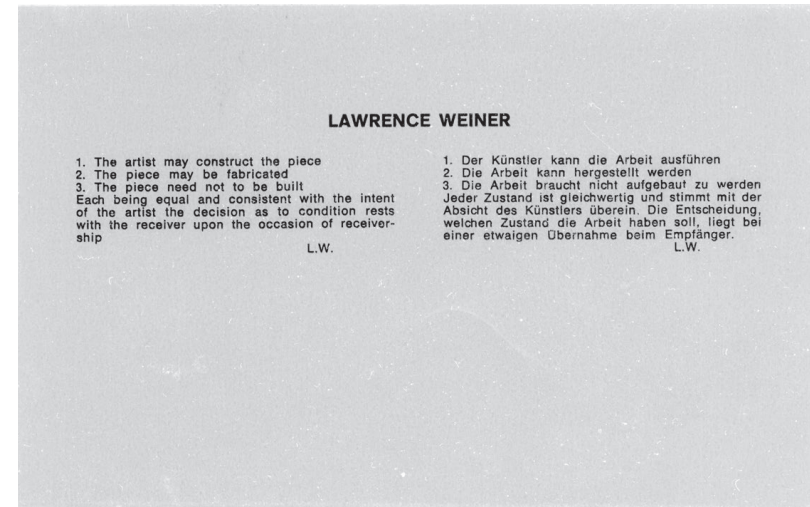 LAWRENCE WEINER
1. The artist may construct the piece
2. The piece may be fabricated
3. The piece need not to be built
Each being equal and consistent with the intent
of the artist the decision as to condition rests
with the receiver upon the occasion of receiver-
ship
L.W.
1. Der Künstler kann die Arbeit ausführen
2. Die Arbeit kann hergestellt werden
3. Die Arbeit braucht nicht aufgebaut zu werden
Jeder Zustand ist gleichwertig und stimmt mit der
Absicht des Künstlers überein. Die Entscheidung,
welchen Zustand die Arbeit haben soll, liegt bei
einer etwaigen Übernahme beim Empfänger.
L.W.